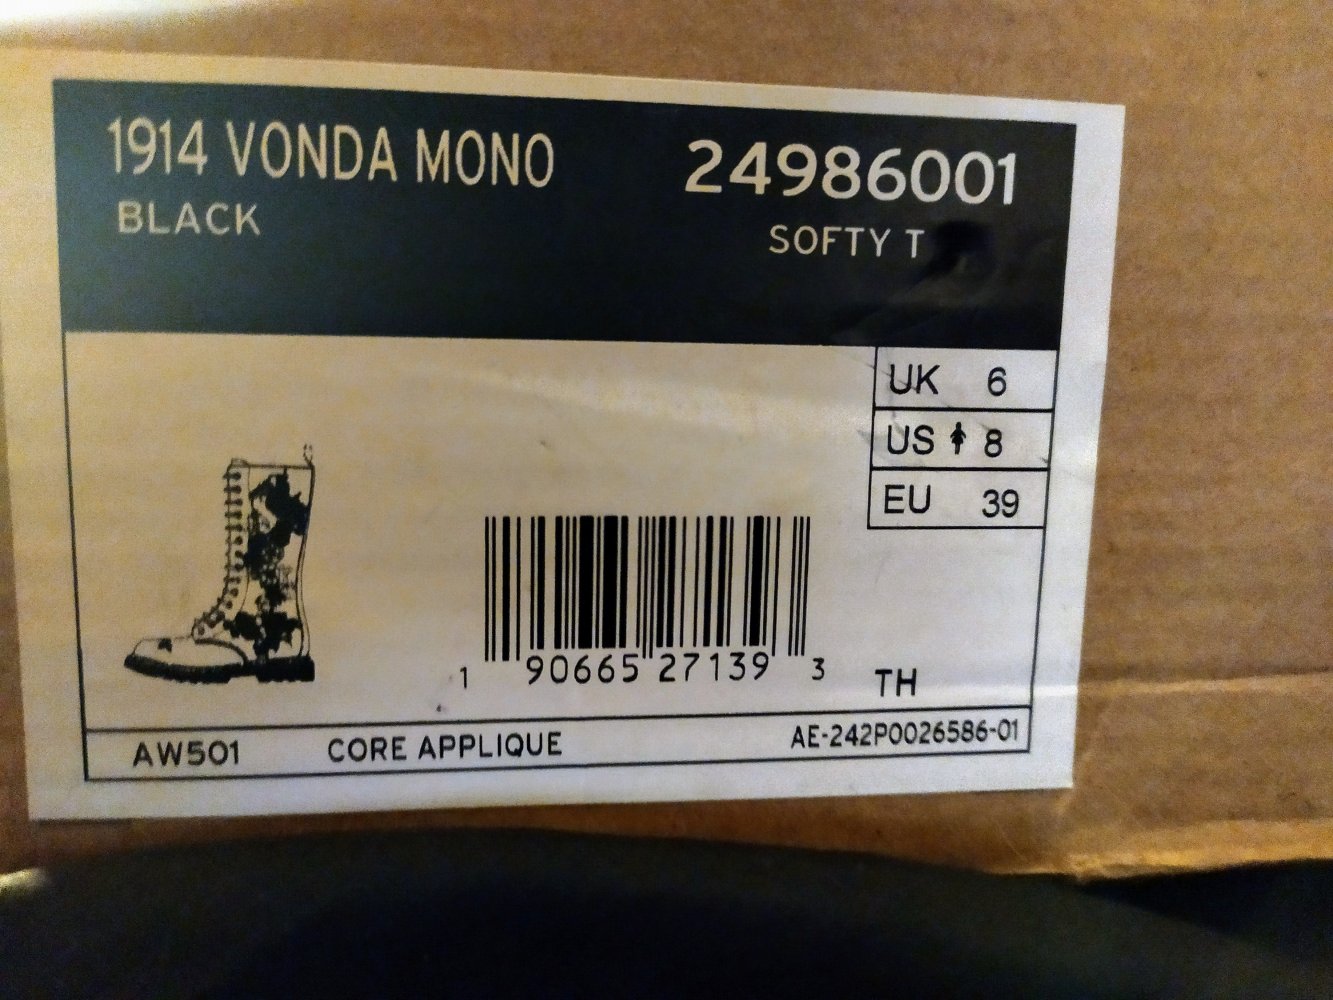 1914 VONDA MONO 24986001
BLACK SOFTY T
UK 6
US 8
EU 39
1 90665 27139 3
TH
AW501 CORE APPLIQUE AE-242P0026586-01